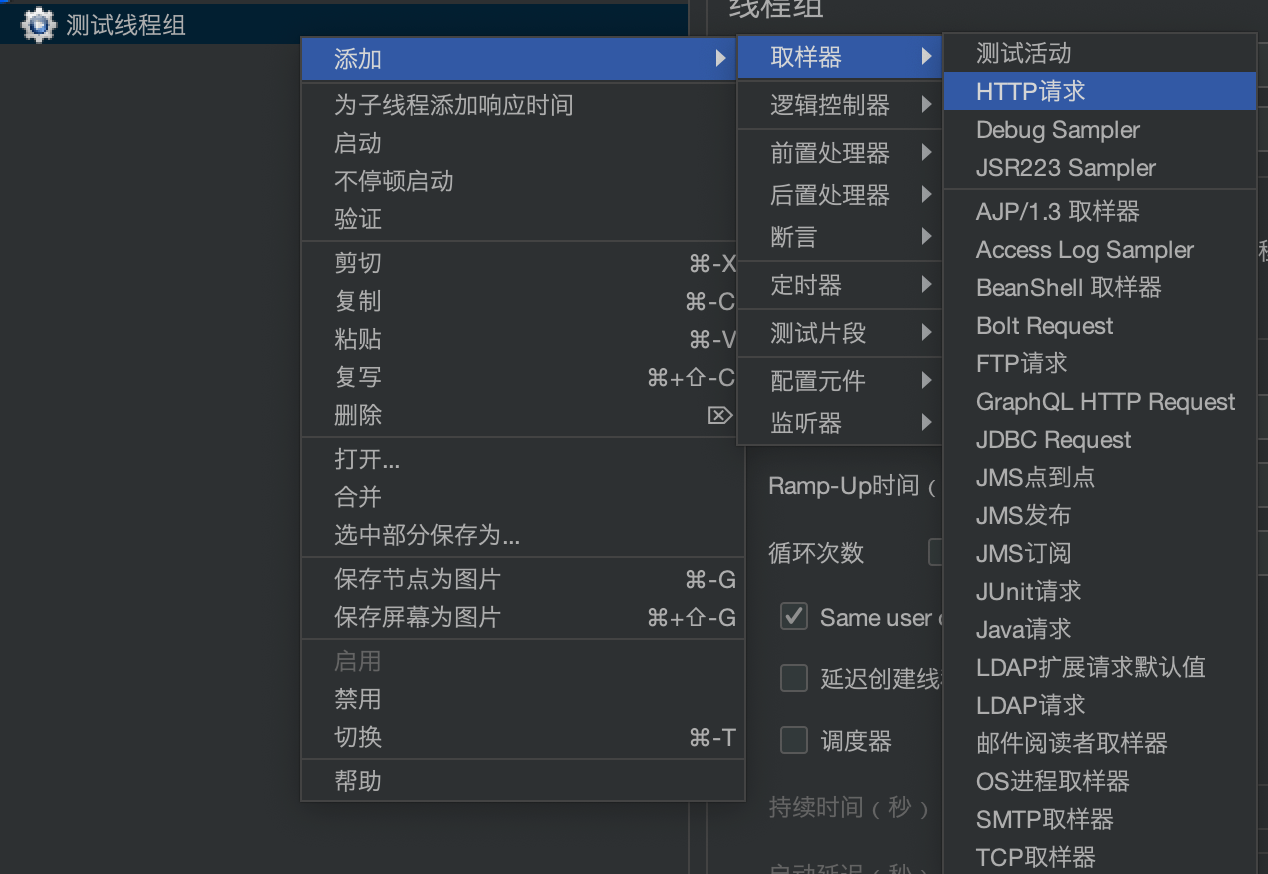 测试线程组
线程组
添加
为子线程添加响应时间
启动
不停顿启动
验证
剪切 ⌘-X
复制 ⌘-C
粘贴 ⌘-V
复写 ⌘+⇧-C
删除 ⌦
打开...
合并
选中部分保存为...
保存节点为图片 ⌘-G
保存屏幕为图片 ⌘+⇧-G
启用
禁用
切换 ⌘-T
帮助
取样器
逻辑控制器
前置处理器
后置处理器
断言
定时器
测试片段
配置元件
监听器
测试活动
HTTP请求
Debug Sampler
JSR223 Sampler
AJP/1.3 取样器
Access Log Sampler
BeanShell 取样器
Bolt Request
FTP请求
GraphQL HTTP Request
JDBC Request
JMS点到点
JMS发布
JMS订阅
JUnit请求
Java请求
LDAP扩展请求默认值
LDAP请求
邮件阅读者取样器
OS进程取样器
SMTP取样器
TCP取样器
Ramp-Up时间（
循环次数
Same user
延迟创建线
调度器
持续时间（秒）
启动延迟（秒）